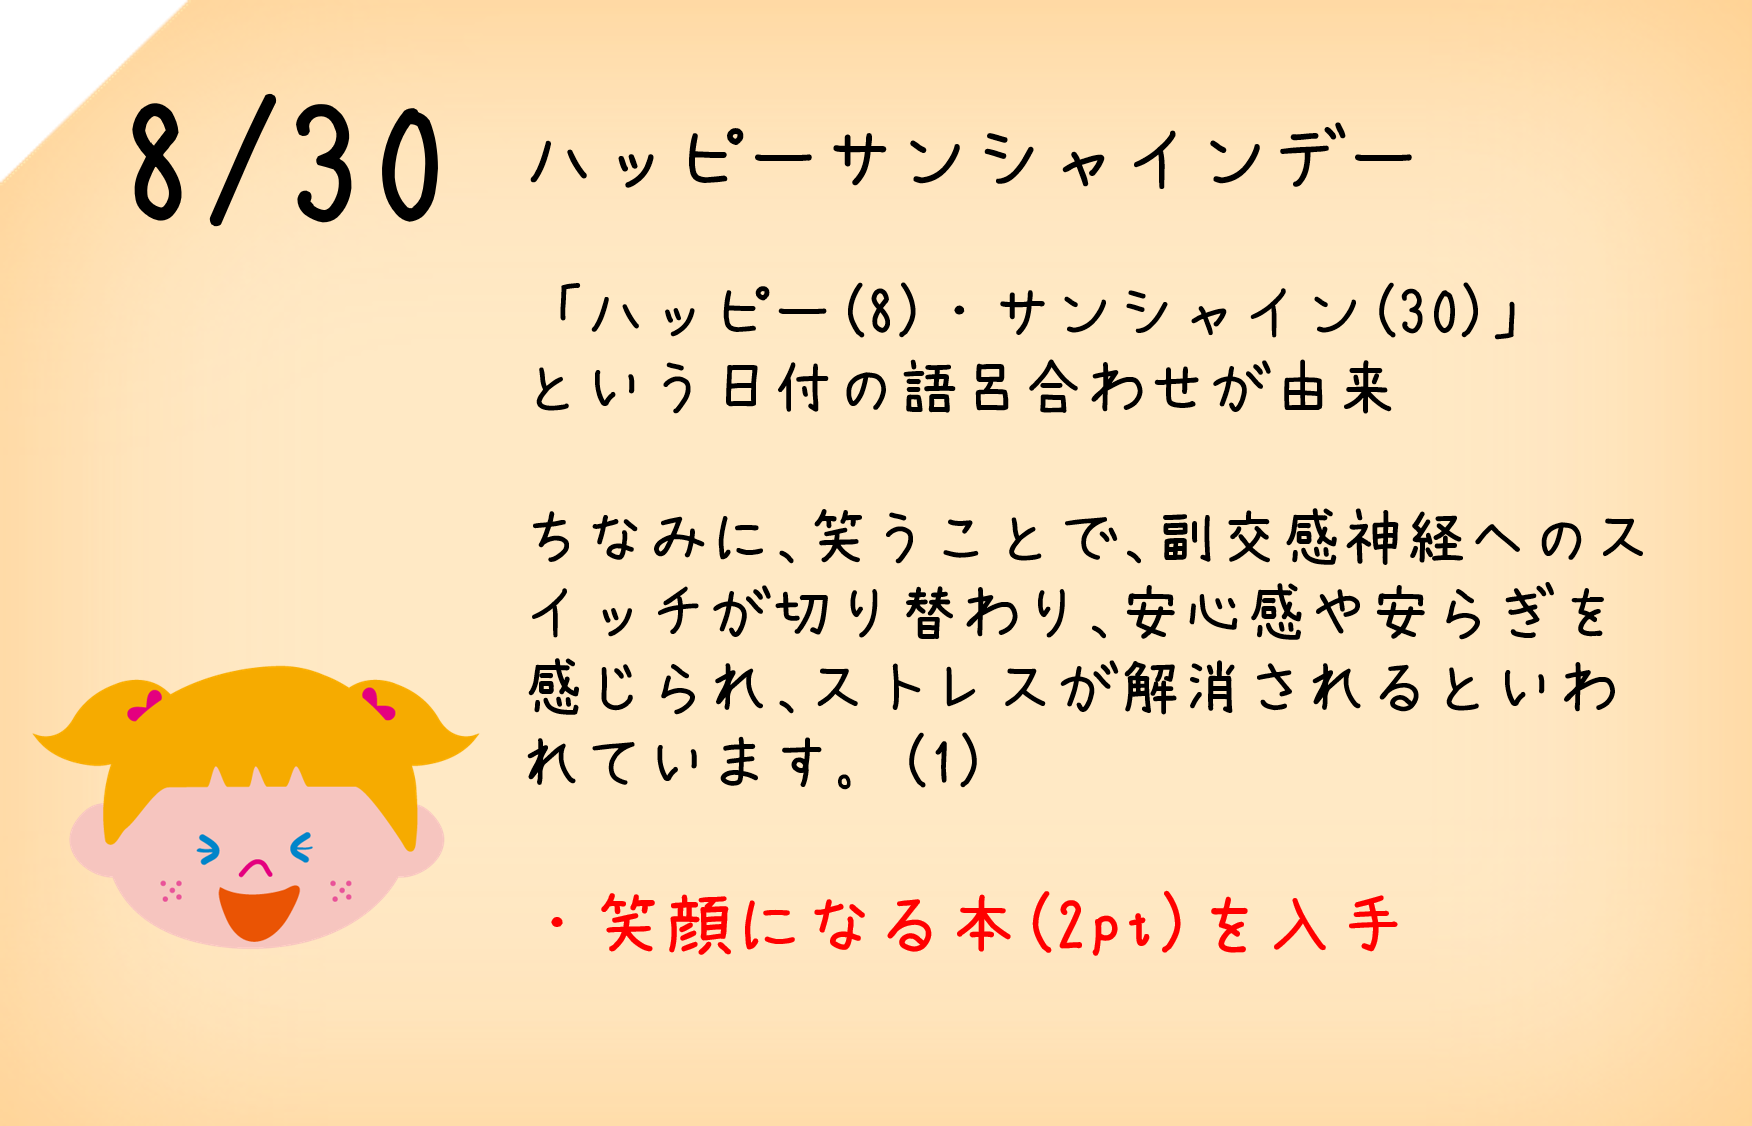 8/30 ハッピーサンシャインデー
「ハッピー(8)・サンシャイン(30)」
という日付の語呂合わせが由来
ちなみに、笑うことで、副交感神経へのス
イッチが切り替わり、安心感や安らぎを
感じられ、ストレスが解消されるといわ
れています。(1)
・笑顔になる本(2pt)を入手